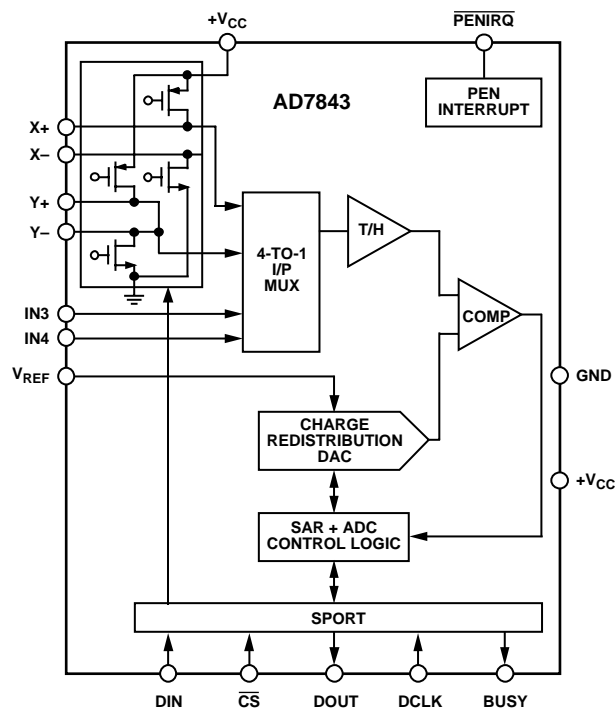 +VCC
PENIRQ
AD7843
PEN
INTERRUPT
X+
X–
Y+
Y–
4-TO-1
I/P
MUX
T/H
COMP
IN3
IN4
VREF
GND
CHARGE
REDISTRIBUTION
DAC
+VCC
SAR + ADC
CONTROL LOGIC
SPORT
DIN
CS
DOUT
DCLK
BUSY